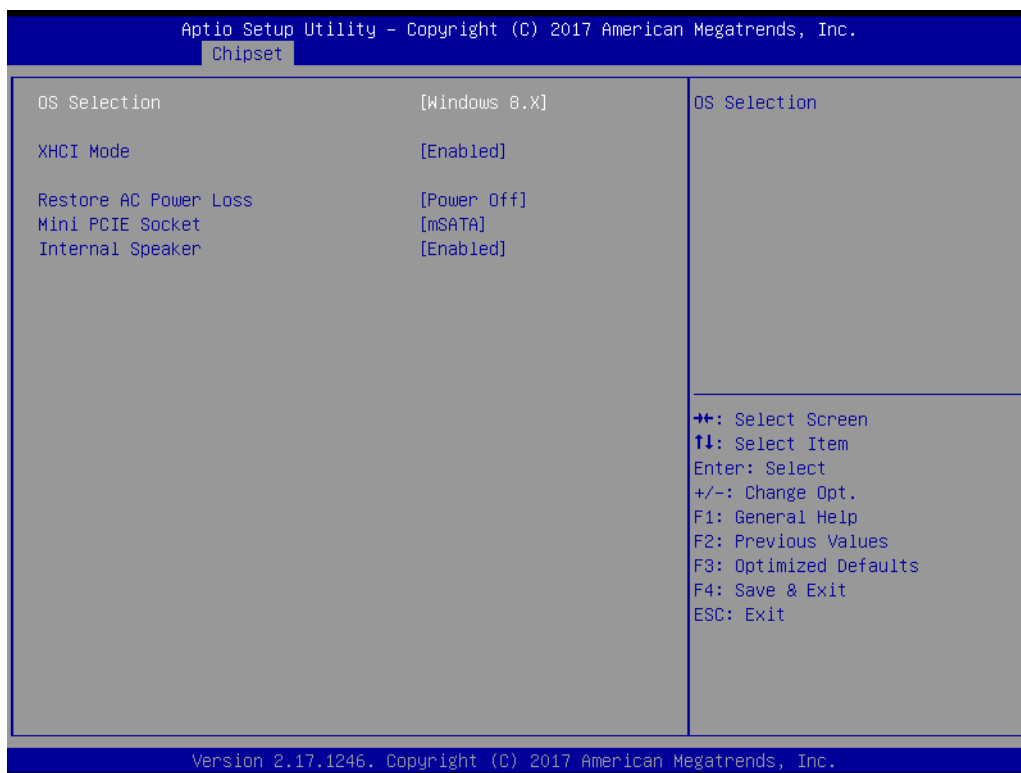 Aptio Setup Utility – Copyright (C) 2017 American Megatrends, Inc.
Chipset
OS Selection [Windows 8.X]
XHCI Mode [Enabled]
Restore AC Power Loss [Power Off]
Mini PCIE Socket [mSATA]
Internal Speaker [Enabled]
OS Selection
→←: Select Screen
↑↓: Select Item
Enter: Select
+/-: Change Opt.
F1: General Help
F2: Previous Values
F3: Optimized Defaults
F4: Save & Exit
ESC: Exit
Version 2.17.1246. Copyright (C) 2017 American Megatrends, Inc.